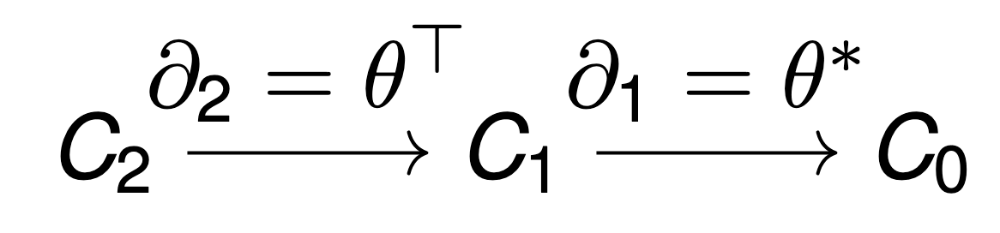 C₂ ∂₂ = θ^⊤ ⟶ C₁ ∂₁ = θ* ⟶ C₀